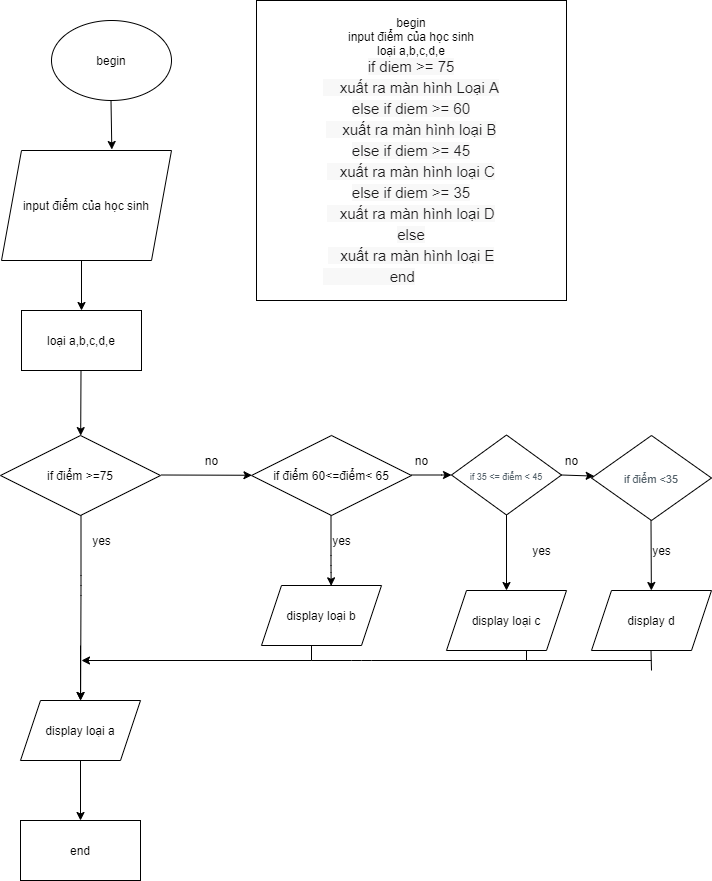 begin
input điểm của học sinh
loại a,b,c,d,e
if diem >= 75
xuất ra màn hình Loại A
else if diem >= 60
xuất ra màn hình loại B
else if diem >= 45
xuất ra màn hình loại C
else if diem >= 35
xuất ra màn hình loại D
else
xuất ra màn hình loại E
end
begin
input điểm của học sinh
loại a,b,c,d,e
if điểm >=75
no
if điểm 60<=điểm< 65
no
if 35 <= điểm < 45
no
if điểm <35
yes
yes
yes
yes
display loại b
display loại c
display d
display loại a
end